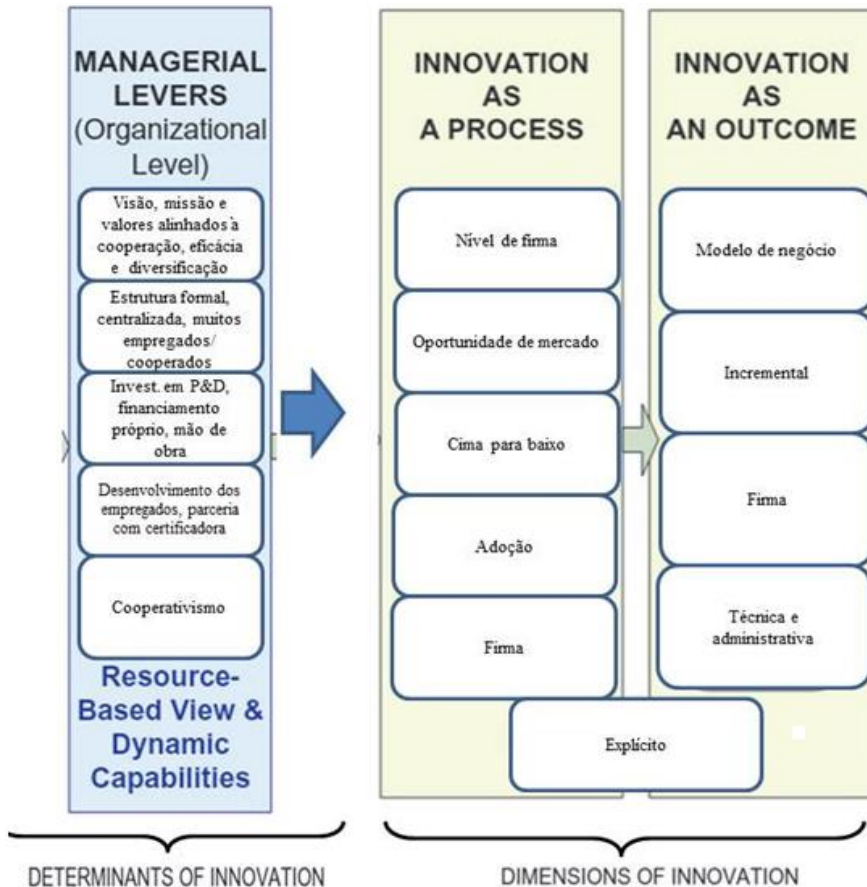 MANAGERIAL
LEVERS
(Organizational
Level)
Visão, missão e
valores alinhados à
cooperação, eficácia
e diversificação
Estrutura formal,
centralizada, muitos
empregados/
cooperados
Invest. em P&D,
financiamento
próprio, mão de
obra
Desenvolvimento dos
empregados, parceria
com certificadora
Cooperativismo
Resource-
Based View &
Dynamic
Capabilities
DETERMINANTS OF INNOVATION
INNOVATION
AS
A PROCESS
Nível de firma
Oportunidade de mercado
Cima para baixo
Adoção
Firma
INNOVATION
AS
AN OUTCOME
Modelo de negócio
Incremental
Firma
Técnica e
administrativa
Explícito
DIMENSIONS OF INNOVATION